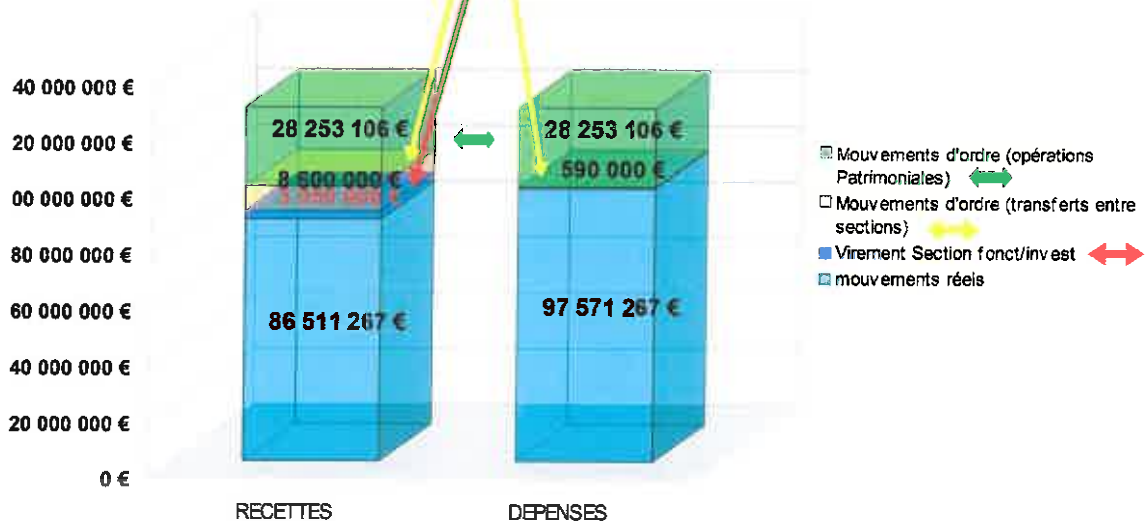 40 000 000 €
20 000 000 €
00 000 000 €
80 000 000 €
60 000 000 €
40 000 000 €
20 000 000 €
0 €
28 253 106 €
8 600 000 €
86 511 267 €
28 253 106 €
590 000 €
97 571 267 €
RECETTES
DEPENSES
Mouvements d'ordre (opérations
Patrimoniales)
Mouvements d'ordre (transferts entre
sections)
Virement Section fonct/invest
mouvements réels